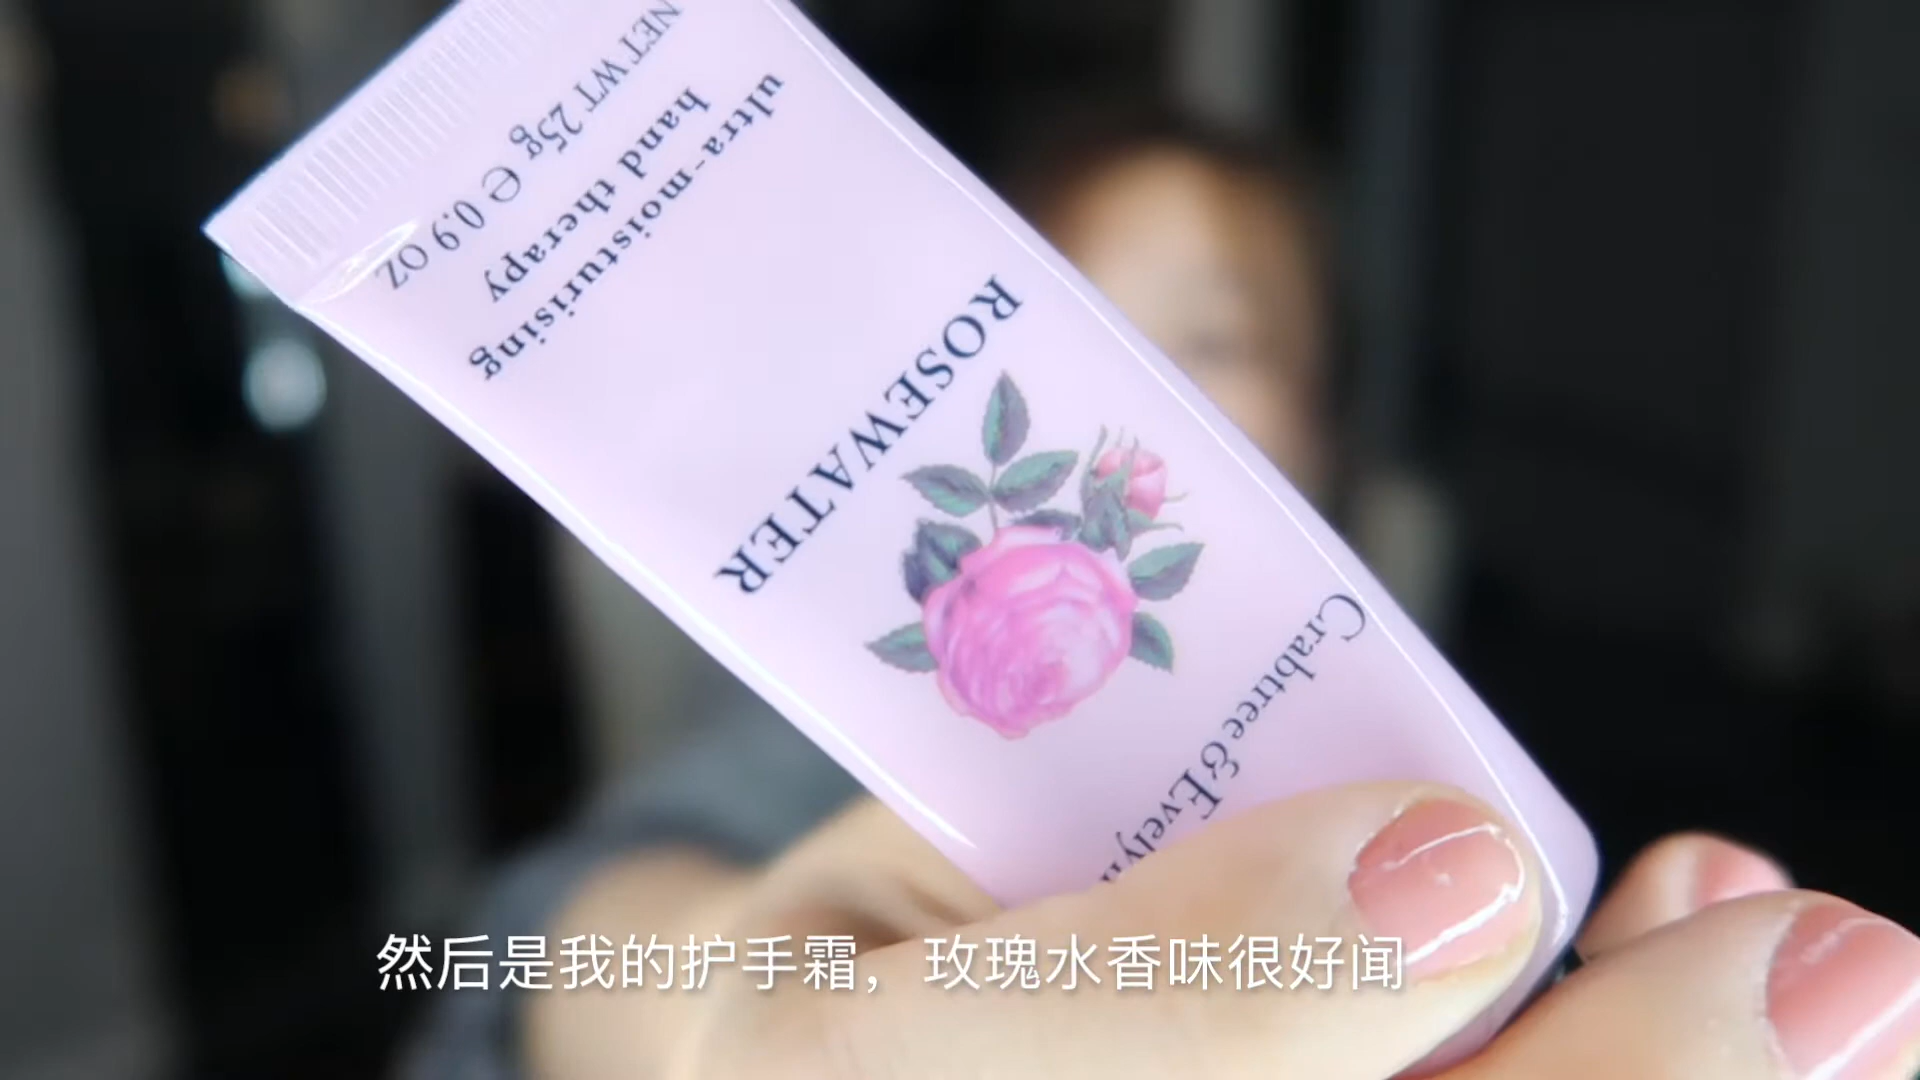 Crabtree & Evelyn
ROSEWATER
ultra-moisturising
hand therapy
NET WT 25g ℮ 0.9 OZ
然后是我的护手霜，玫瑰水香味很好闻